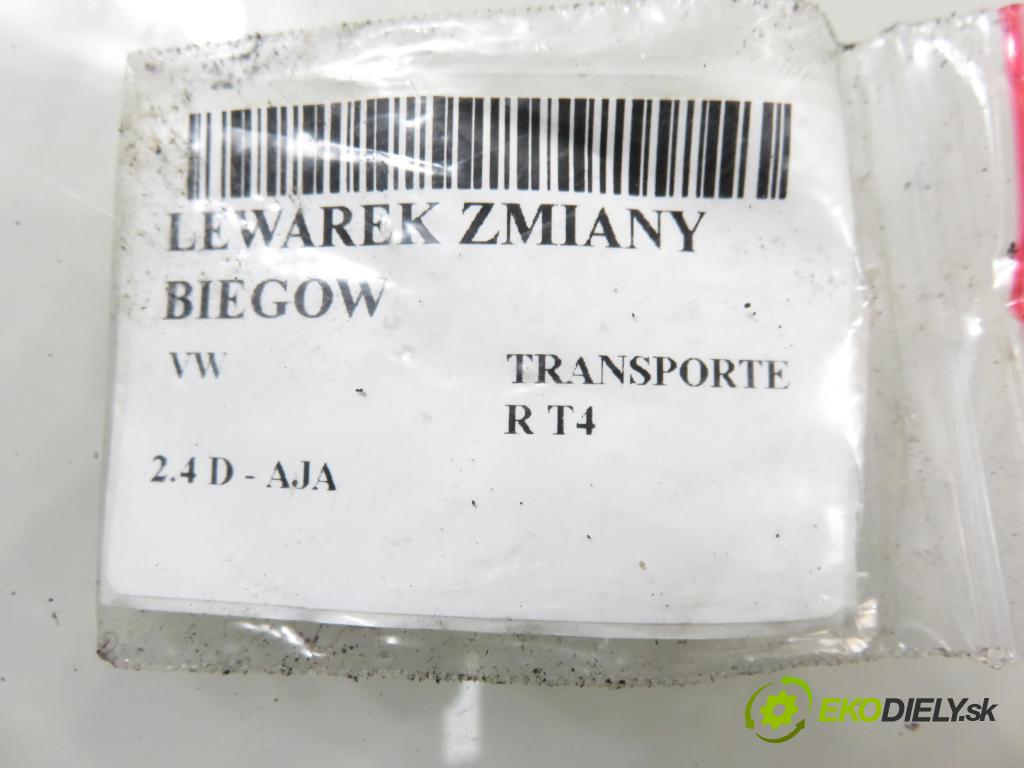 LEWAREK ZMIANY
BIEGOW
VW TRANSPORTE
R T4
2.4 D - AJA
EKODIELY.sk